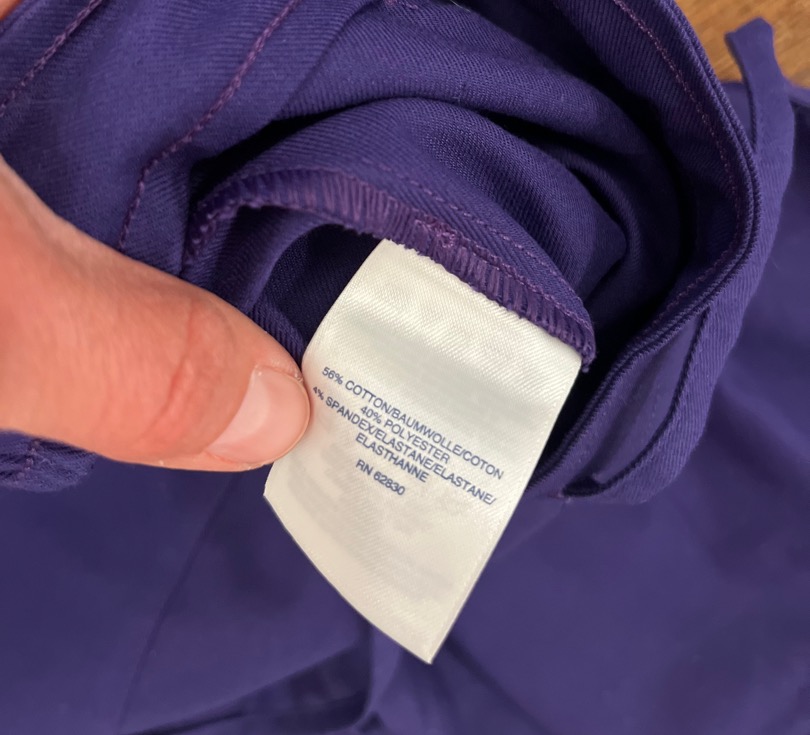 56% COTTON/BAUMWOLLE/COTON
40% POLYESTER
4% SPANDEX/ELASTANE/ELASTANE/
ELASTHANNE
RN 62830